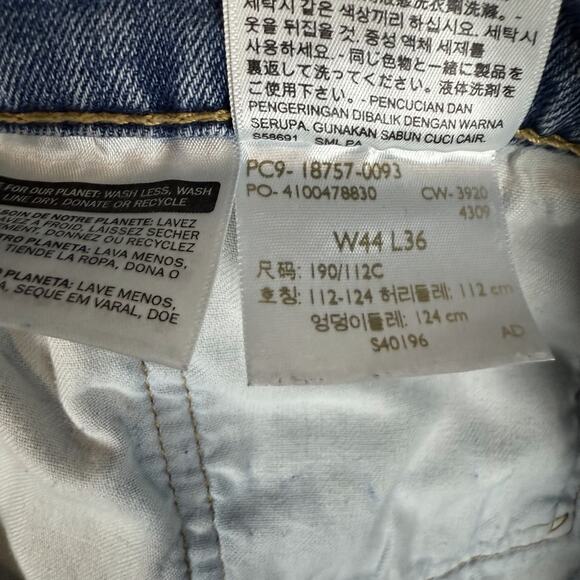 세탁시 같은 색상끼리 하십시오. 세탁시
옷을 뒤집을 것. 중성 액체 세제를
사용하세요. - 同じ色物と一緒に製品を
裏返して洗ってください。液体洗剤をご
使用ください。- PENCUCIAN DAN
PENGERINGAN DIBALIK DENGAN WARNA
SERUPA. GUNAKAN SABUN CUCI CAIR.
S58691 SML PA
FOR OUR PLANET: WASH LESS, WASH
LINE DRY, DONATE OR RECYCLE
SOIN DE NOTRE PLANETE: LAVEZ
LAVEZ A FROID, LAISSEZ SECHER
DONNEZ OU RECYCLEZ
PLANETA: LAVA MENOS,
TIENDE LA ROPA, DONA O
PLANETA: LAVE MENOS,
A, SEQUE EM VARAL, DOE
PC9- 18757-0093
PO- 4100478830 CW- 3920
4309
W44 L36
尺码: 190/112C
호칭: 112-124 허리둘레: 112 cm
엉덩이둘레: 124 cm
S40196 AD